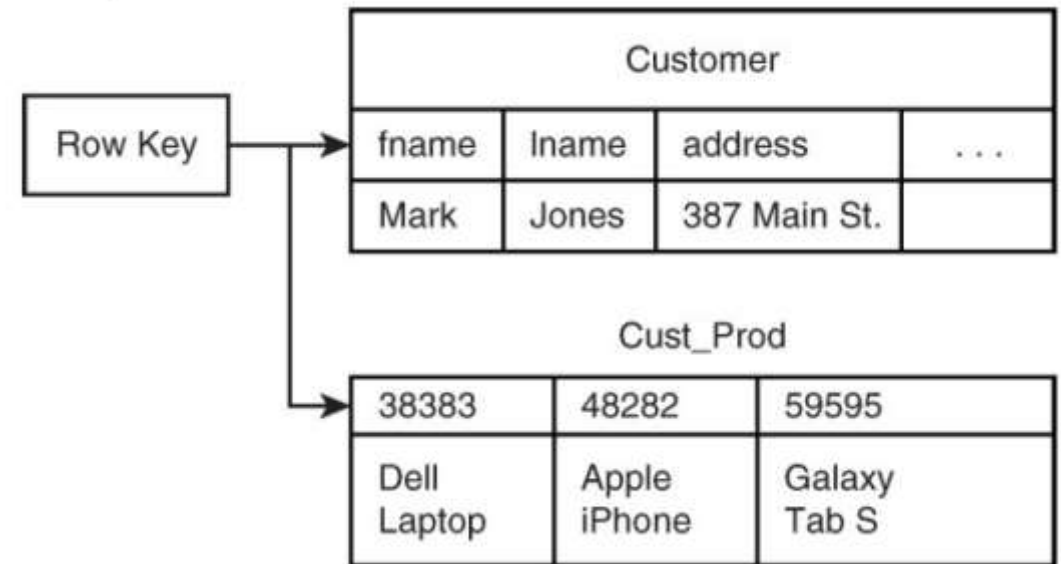 Customer
Row Key
fname lname address . . .
Mark Jones 387 Main St.
Cust_Prod
38383 48282 59595
Dell Apple Galaxy
Laptop iPhone Tab S